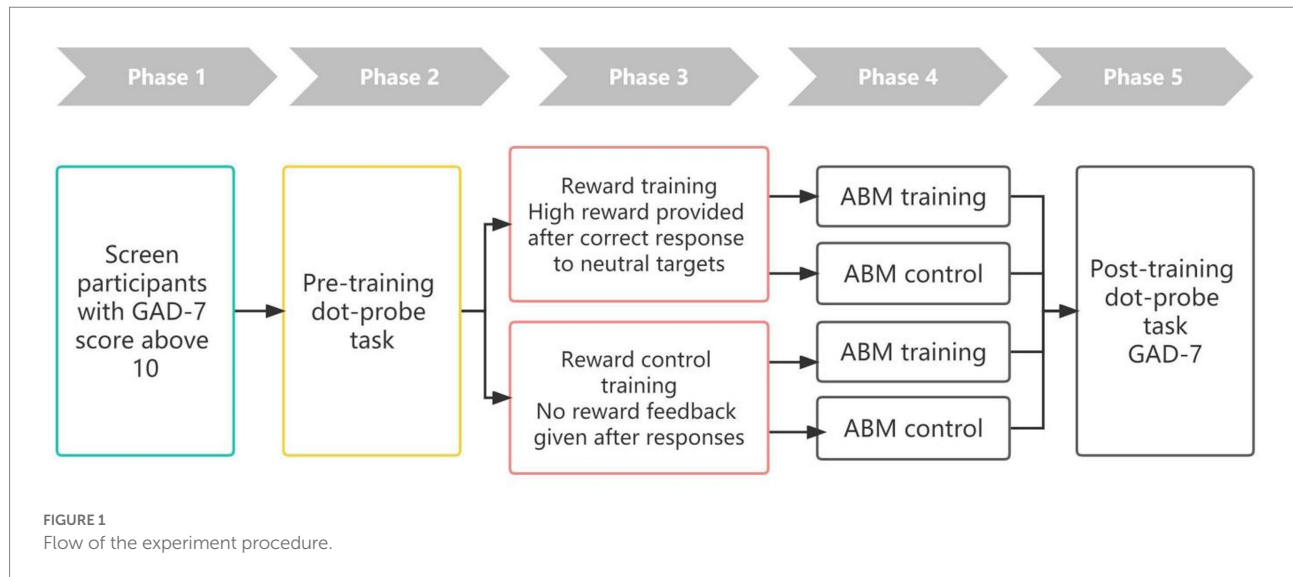 Phase 1
Phase 2
Phase 3
Phase 4
Phase 5
Screen
participants
with GAD-7
score above
10
Pre-training
dot-probe
task
Reward training
High reward provided
after correct response
to neutral targets
Reward control
training
No reward feedback
given after responses
ABM training
ABM control
ABM training
ABM control
Post-training
dot-probe
task
GAD-7
FIGURE 1
Flow of the experiment procedure.